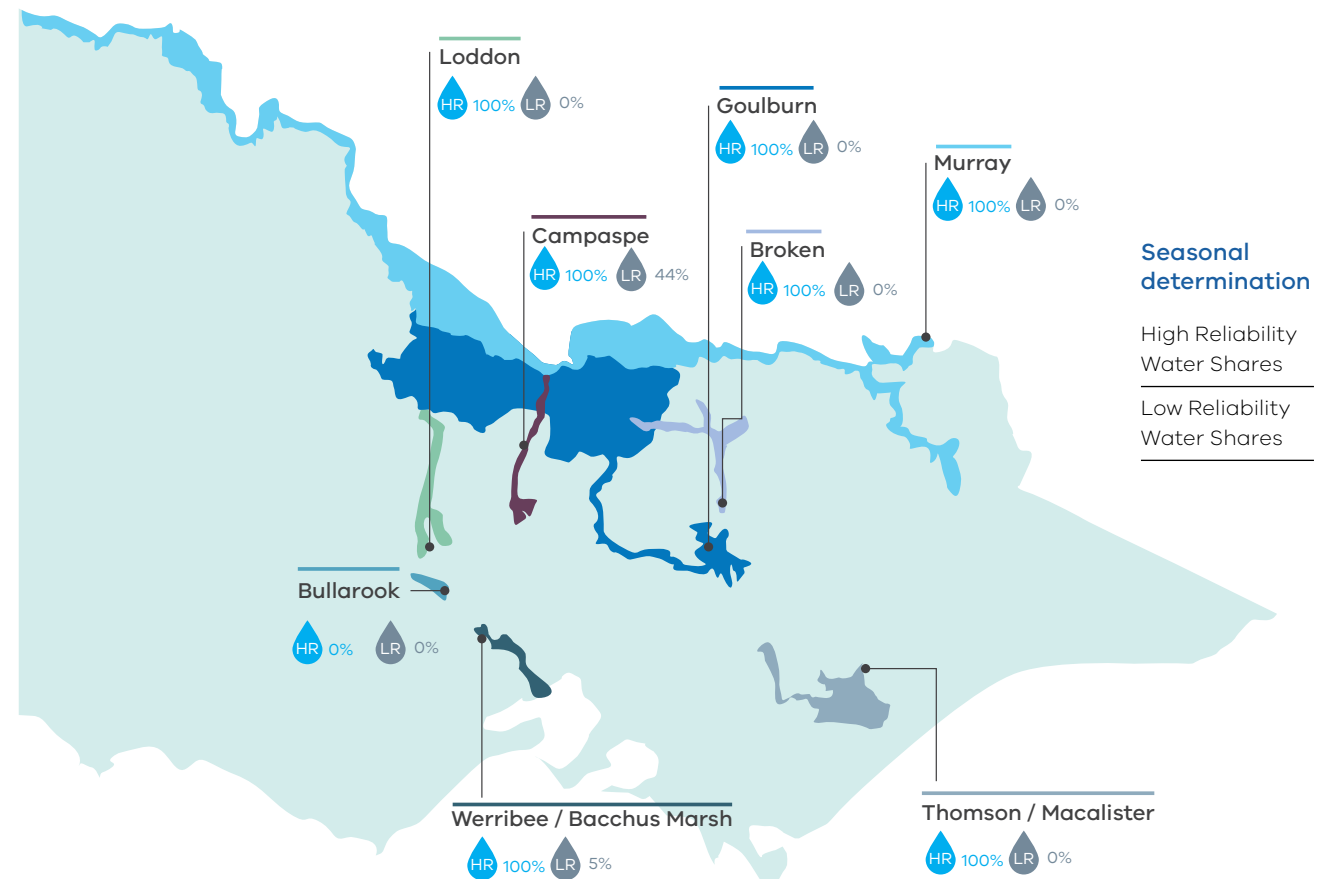 Loddon
HR 100% LR 0%
Goulburn
HR 100% LR 0%
Murray
HR 100% LR 0%
Campaspe
HR 100% LR 44%
Broken
HR 100% LR 0%
Seasonal
determination
High Reliability
Water Shares
Low Reliability
Water Shares
Bullarook
HR 0% LR 0%
Werribee / Bacchus Marsh
HR 100% LR 5%
Thomson / Macalister
HR 100% LR 0%